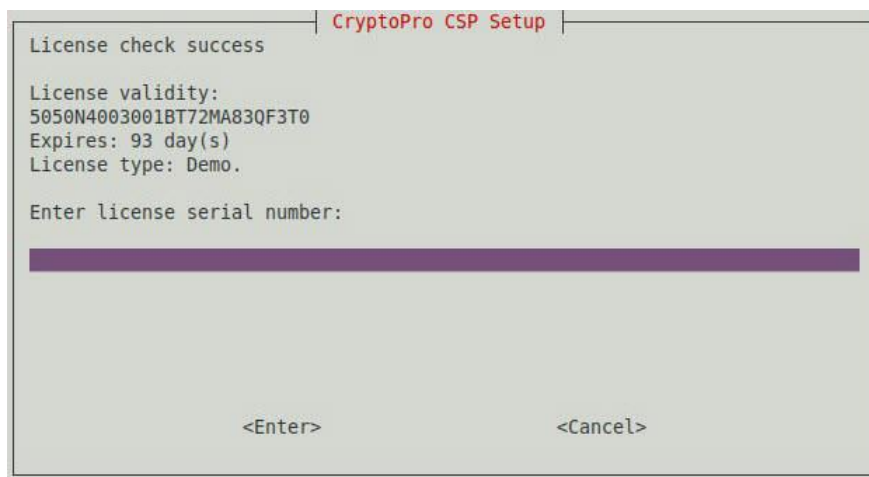 CryptoPro CSP Setup
License check success
License validity:
5050N4003001BT72MA83QF3T0
Expires: 93 day(s)
License type: Demo.
Enter license serial number:
<Enter> <Cancel>